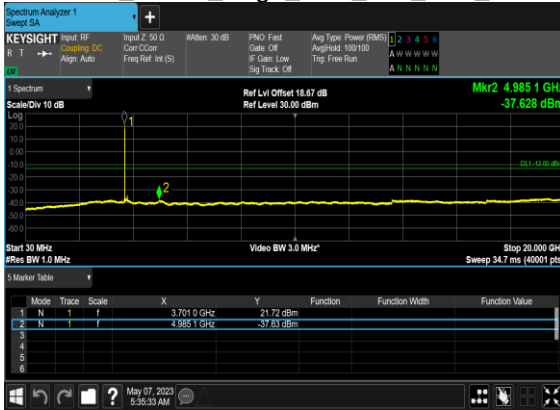 Spectrum Analyzer 1
Swept SA
+
KEYSIGHT Input: RF Input Z: 50 Ω #Atten: 30 dB PNO: Fast Avg Type: Power (RMS) 1 2 3 4 5 6
R T Coupling: DC Corr CCorr Gate: Off Avg|Hold: 100/100 A W W W W W
Align: Auto Freq Ref: Int (S) IF Gain: Low Trig: Free Run
Sig Track: Off A N N N N N
1 Spectrum Ref Lvl Offset 18.67 dB Mkr2 4.985 1 GHz
Scale/Div 10 dB Ref Level 30.00 dBm -37.628 dBm
Log
20.0
10.0
0.00
-10.0
-20.0
-30.0
-40.0
-50.0
-60.0
1
2
DL1 -13.00 dBm
Start 30 MHz Video BW 3.0 MHz* Stop 20.000 GH
#Res BW 1.0 MHz Sweep 34.7 ms (40001 pts
5 Marker Table
Mode Trace Scale X Y Function Function Width Function Value
1 N 1 f 3.701 0 GHz 21.72 dBm
2 N 1 f 4.985 1 GHz -37.63 dBm
3
4
5
6
? May 07, 2023
5:35:33 AM